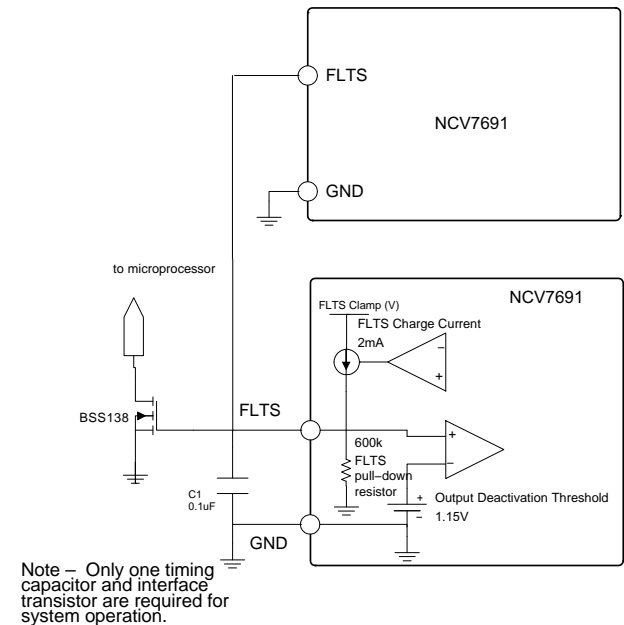 FLTS
NCV7691
GND
to microprocessor
NCV7691
FLTS Clamp (V)
FLTS Charge Current
2mA
−
+
BSS138
FLTS
+
−
600k
FLTS
pull−down
resistor
C1
0.1uF
+
−
Output Deactivation Threshold
1.15V
GND
Note − Only one timing
capacitor and interface
transistor are required for
system operation.